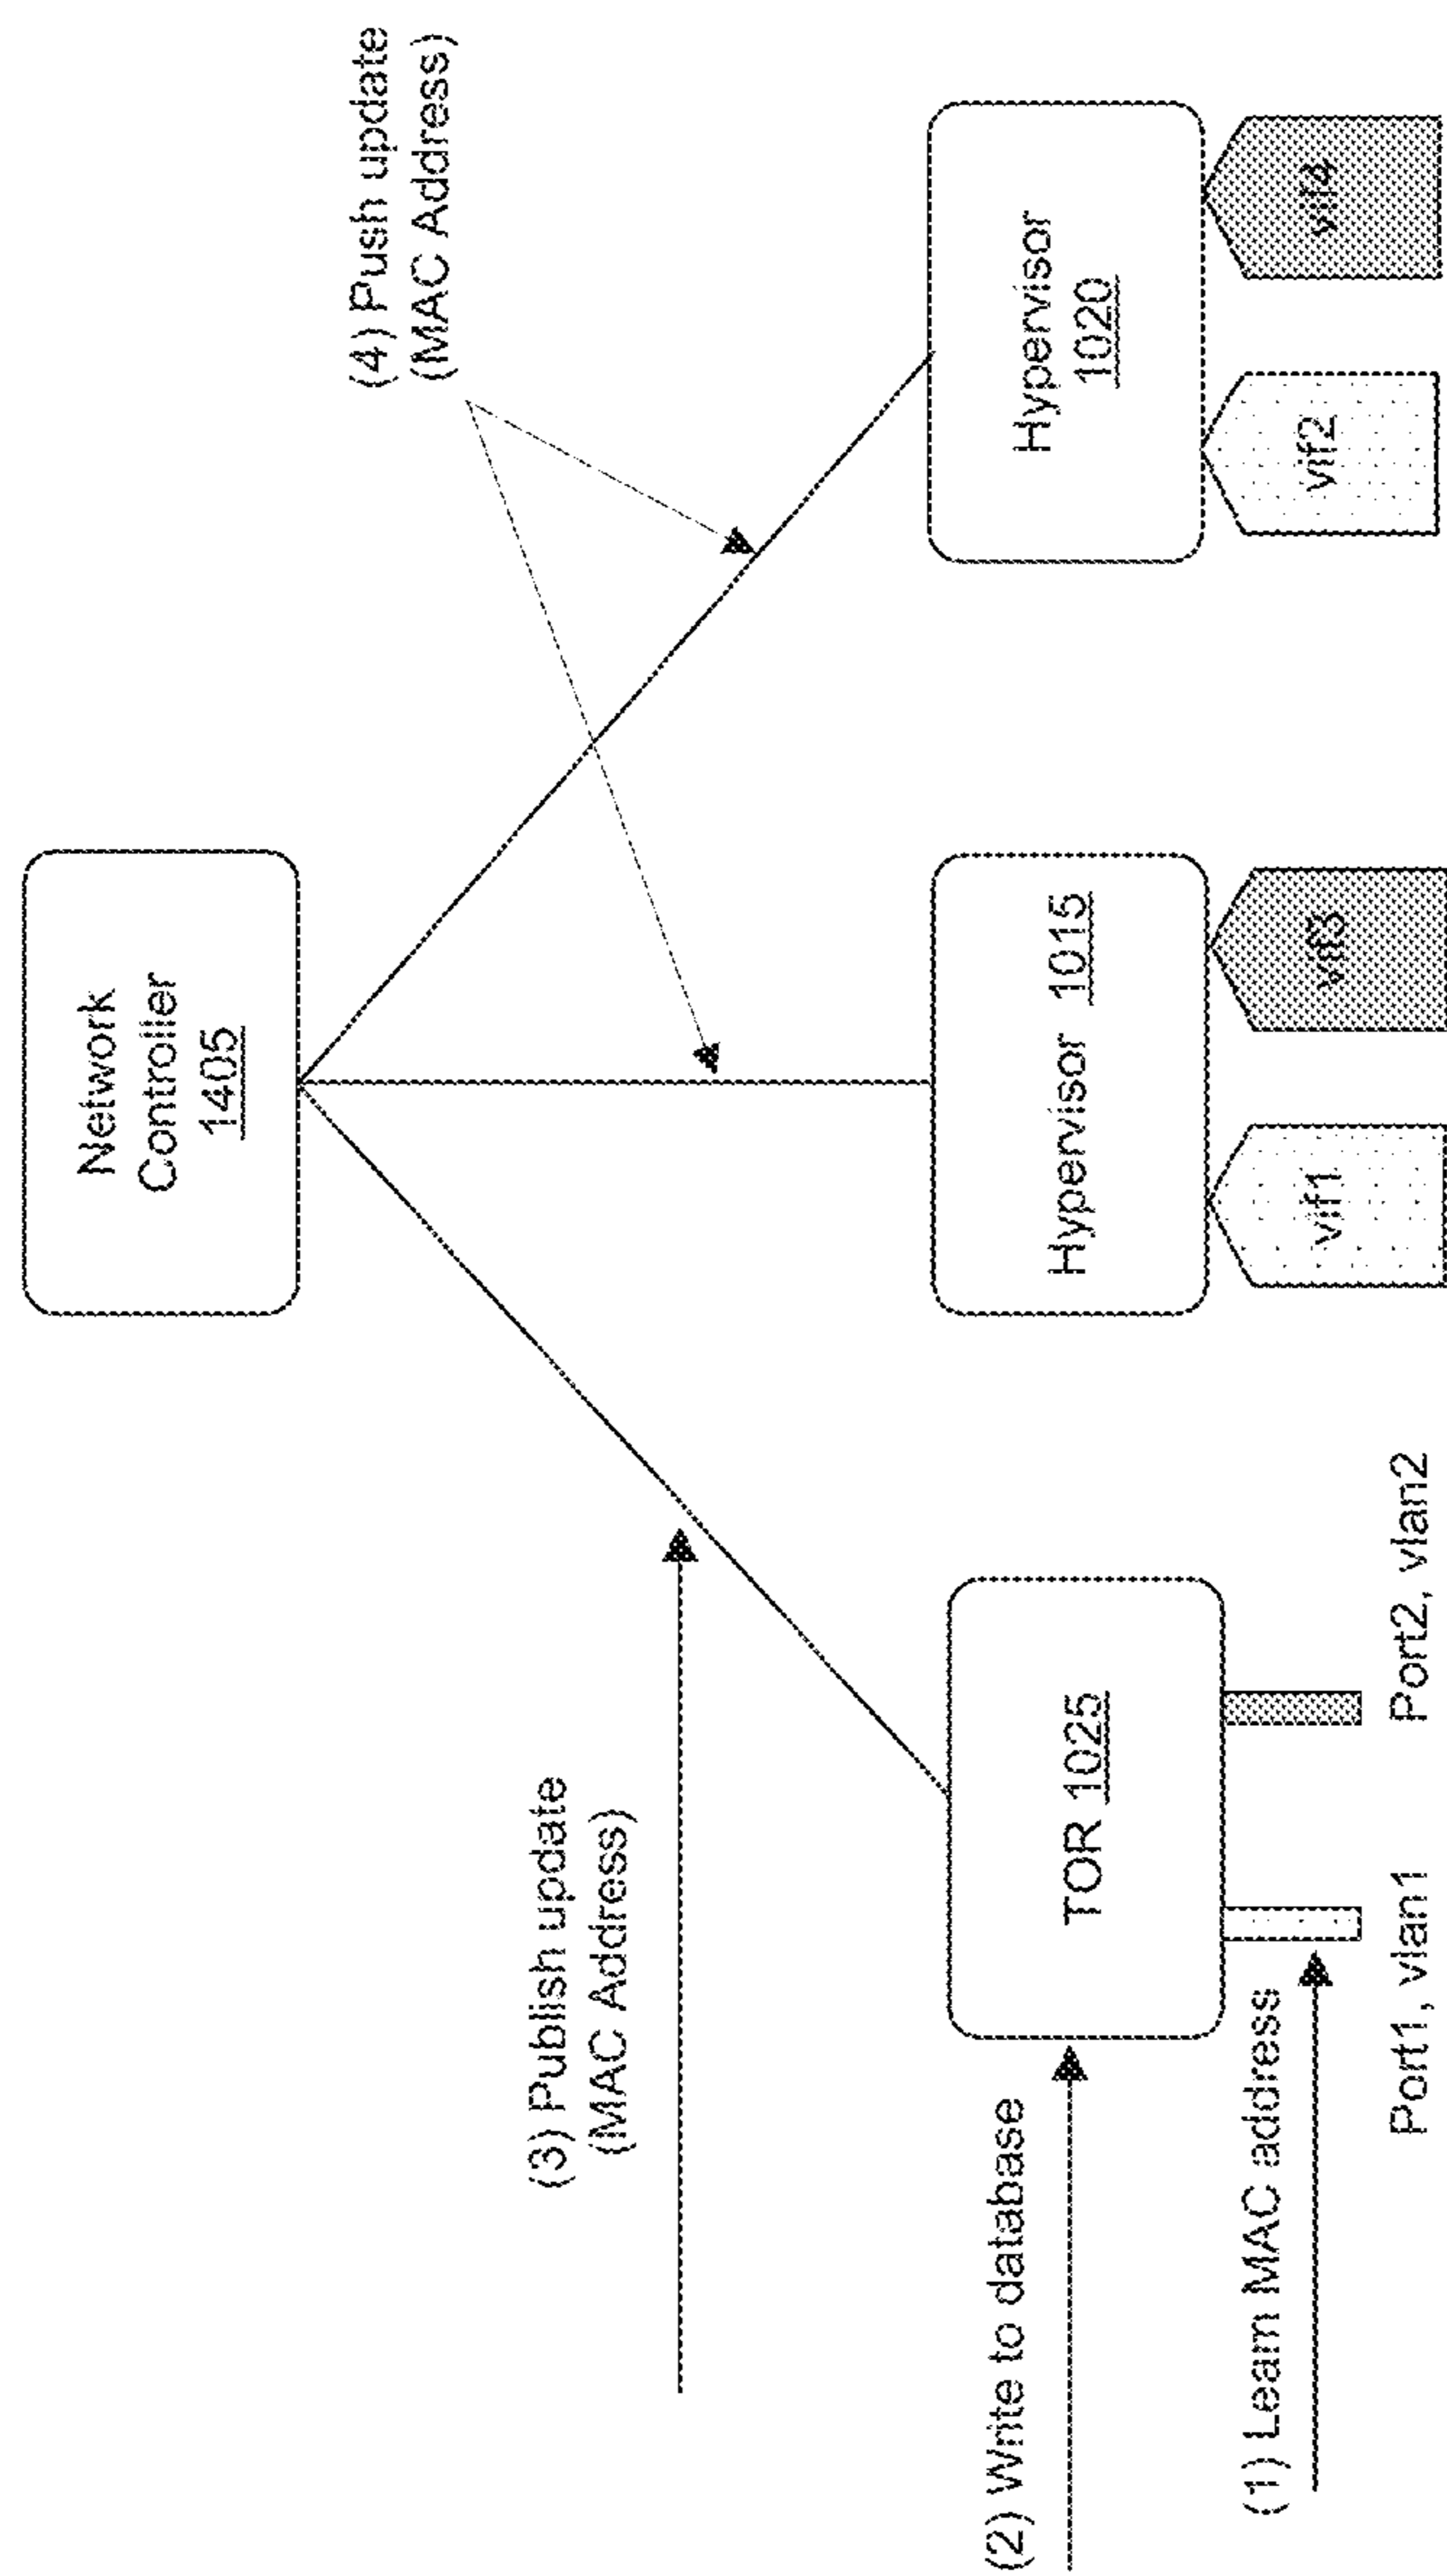 Network
Controller
1405
(4) Push update
(MAC Address)
(3) Publish update
(MAC Address)
(2) Write to database
TOR 1025
Hypervisor 1015
Hypervisor
1020
(1) Learn MAC address
vif1
vif3
vif2
vif4
Port1, vlan1
Port2, vlan2